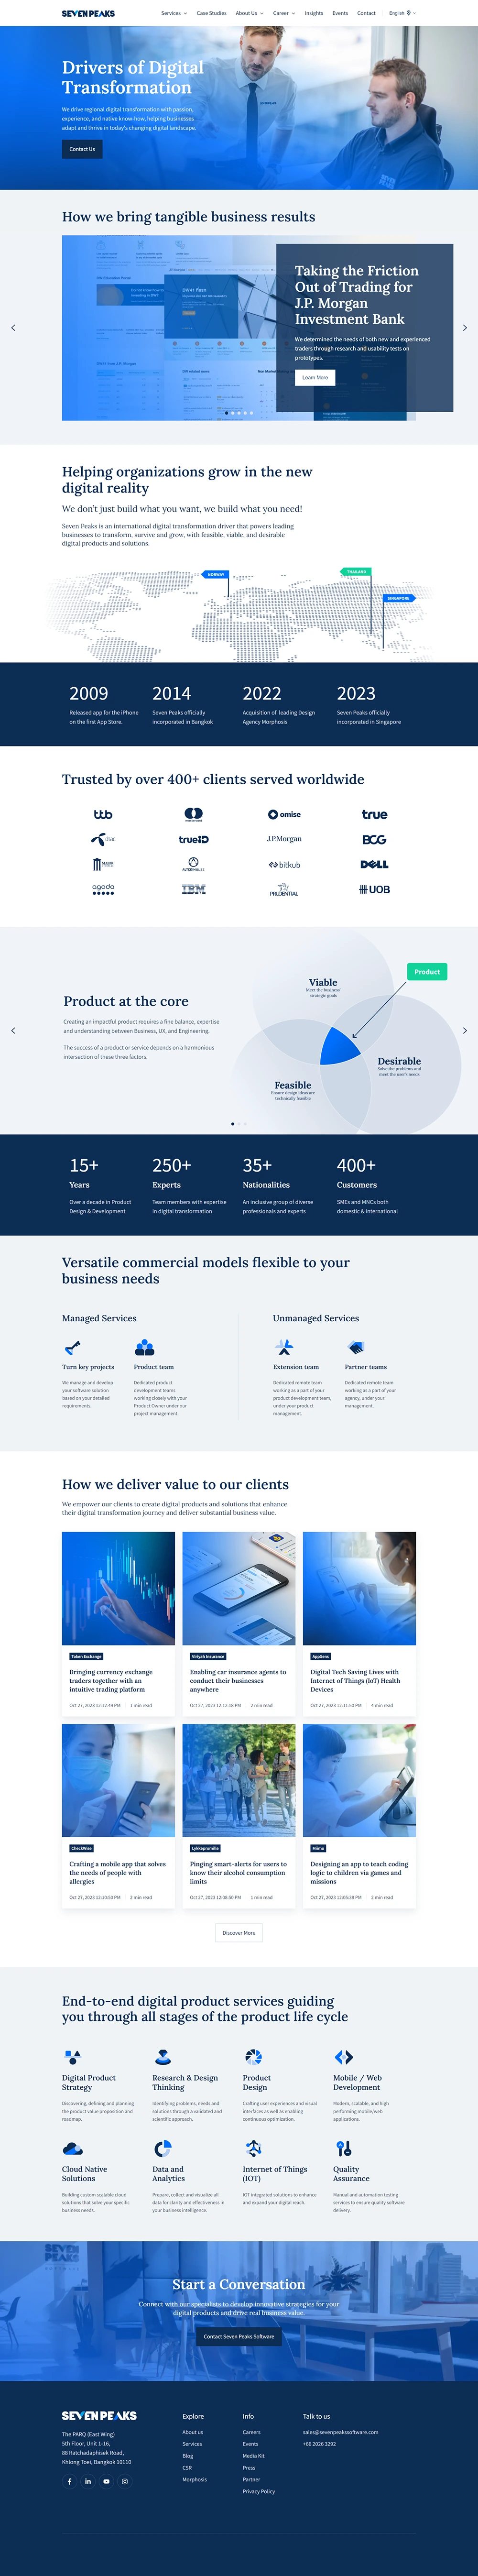 SEVEN PEAKS
Services
Case Studies
About Us
Career
Insights
Events
Contact
English
Drivers of Digital
Transformation
We drive regional digital transformation with passion,
experience, and native know-how, helping businesses
adapt and thrive in today's changing digital landscape.
Contact Us
How we bring tangible business results
Taking the Friction
Out of Trading for
J.P. Morgan
Investment Bank
We determined the needs of both new and experienced
traders through research and usability tests on
prototypes.
Learn More
Helping organizations grow in the new
digital reality
We don't just build what you want, we build what you need!
Seven Peaks is an international digital transformation driver that powers leading
businesses to transform, survive and grow, with feasible, viable, and desirable
digital products and solutions.
NORWAY
THAILAND
SINGAPORE
2009
Released app for the iPhone
on the first App Store.
2014
Seven Peaks officially
incorporated in Bangkok
2022
Acquisition of leading Design
Agency Morphosis
2023
Seven Peaks officially
incorporated in Singapore
Trusted by over 400+ clients served worldwide
ttb
omise
true
dtac
true iD
J.P.Morgan
BCG
bitkub
DELL
agoda
IBM
PRUDENTIAL
UOB
Product at the core
Creating an impactful product requires a fine balance, expertise
and understanding between Business, UX, and Engineering.
The success of a product or service depends on a harmonious
intersection of these three factors.
Product
Viable
Meet the business'
strategic goals
Desirable
Solve the problems and
meet the user's needs
Feasible
Ensure design ideas are
technically feasible
15+
Years
Over a decade in Product
Design & Development
250+
Experts
Team members with expertise
in digital transformation
35+
Nationalities
An inclusive group of diverse
professionals and experts
400+
Customers
SMEs and MNCs both
domestic & international
Versatile commercial models flexible to your
business needs
Managed Services
Turn key projects
We manage and develop
your software solution
based on your detailed
requirements.
Product team
Dedicated product
development teams
working closely with your
Product Owner under our
project management.
Unmanaged Services
Extension team
Dedicated remote team
working as a part of your
product development team,
under your product
management.
Partner teams
Dedicated remote team
working as a part of your
agency, under your
management.
How we deliver value to our clients
We empower our clients to create digital products and solutions that enhance
their digital transformation journey and deliver substantial business value.
Token Exchange
Bringing currency exchange
traders together with an
intuitive trading platform
Oct 27, 2023 12:12:49 PM
1 min read
Viriyah Insurance
Enabling car insurance agents to
conduct their businesses
anywhere
Oct 27, 2023 12:12:18 PM
2 min read
AppSens
Digital Tech Saving Lives with
Internet of Things (IoT) Health
Devices
Oct 27, 2023 12:11:50 PM
4 min read
CheckWise
Crafting a mobile app that solves
the needs of people with
allergies
Oct 27, 2023 12:10:50 PM
2 min read
Lykkepromille
Pinging smart-alerts for users to
know their alcohol consumption
limits
Oct 27, 2023 12:08:50 PM
1 min read
Miimo
Designing an app to teach coding
logic to children via games and
missions
Oct 27, 2023 12:05:38 PM
2 min read
Discover More
End-to-end digital product services guiding
you through all stages of the product life cycle
Digital Product
Strategy
Discovering, defining and planning
the product value proposition and
roadmap.
Research & Design
Thinking
Identifying problems, needs and
solutions through a validated and
scientific approach.
Product
Design
Crafting user experiences and visual
interfaces as well as enabling
continuous optimization.
Mobile / Web
Development
Modern, scalable, and high
performing mobile/web
applications.
Cloud Native
Solutions
Building custom scalable cloud
solutions that solve your specific
business needs.
Data and
Analytics
Prepare, collect and visualize all
data for clarity and effectiveness in
your business intelligence.
Internet of Things
(IOT)
IOT integrated solutions to enhance
and expand your digital reach.
Quality
Assurance
Manual and automation testing
services to ensure quality software
delivery.
SEVEN
PEAKS
Start a Conversation
Connect with our specialists to develop innovative strategies for your
digital products and drive real business value.
Contact Seven Peaks Software
SEVEN PEAKS
The PARQ (East Wing)
5th Floor, Unit 1-16,
88 Ratchadaphisek Road,
Khlong Toei, Bangkok 10110
Explore
About us
Services
Blog
CSR
Morphosis
Info
Careers
Events
Media Kit
Press
Partner
Privacy Policy
Talk to us
sales@sevenpeakssoftware.com
+66 2026 3292